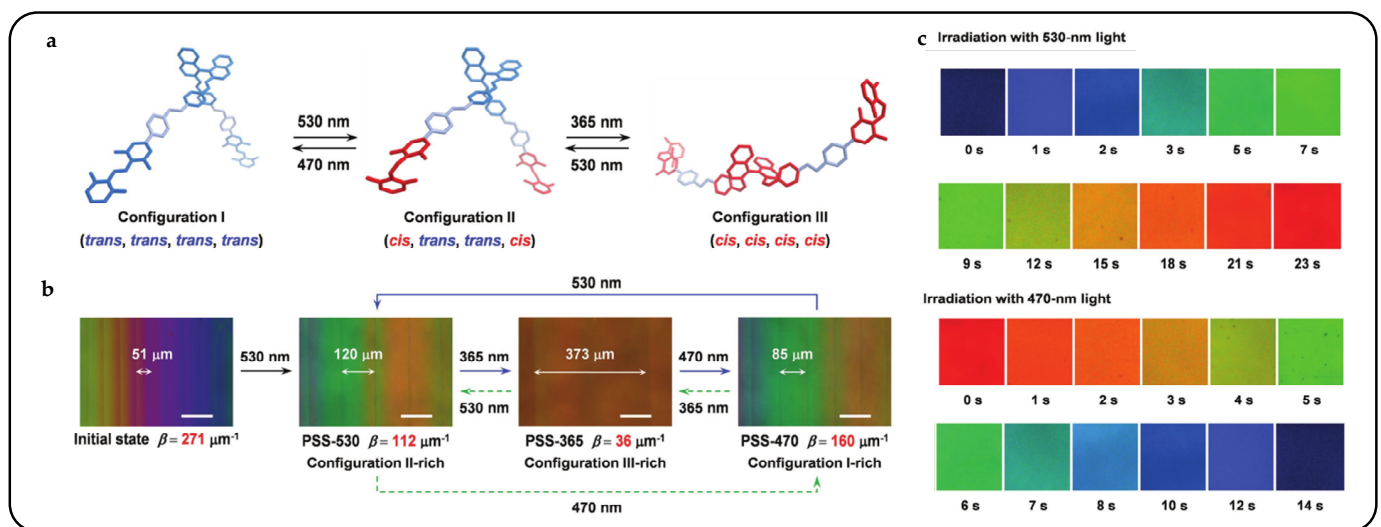 a
530 nm
470 nm
365 nm
530 nm
Configuration I
(trans, trans, trans, trans)
Configuration II
(cis, trans, trans, cis)
Configuration III
(cis, cis, cis, cis)
b
530 nm
51 μm
530 nm
120 μm
365 nm
530 nm
373 μm
470 nm
365 nm
85 μm
Initial state β = 271 μm⁻¹
PSS-530 β = 112 μm⁻¹
Configuration II-rich
PSS-365 β = 36 μm⁻¹
Configuration III-rich
PSS-470 β = 160 μm⁻¹
Configuration I-rich
470 nm
c
Irradiation with 530-nm light
0 s 1 s 2 s 3 s 5 s 7 s
9 s 12 s 15 s 18 s 21 s 23 s
Irradiation with 470-nm light
0 s 1 s 2 s 3 s 4 s 5 s
6 s 7 s 8 s 10 s 12 s 14 s